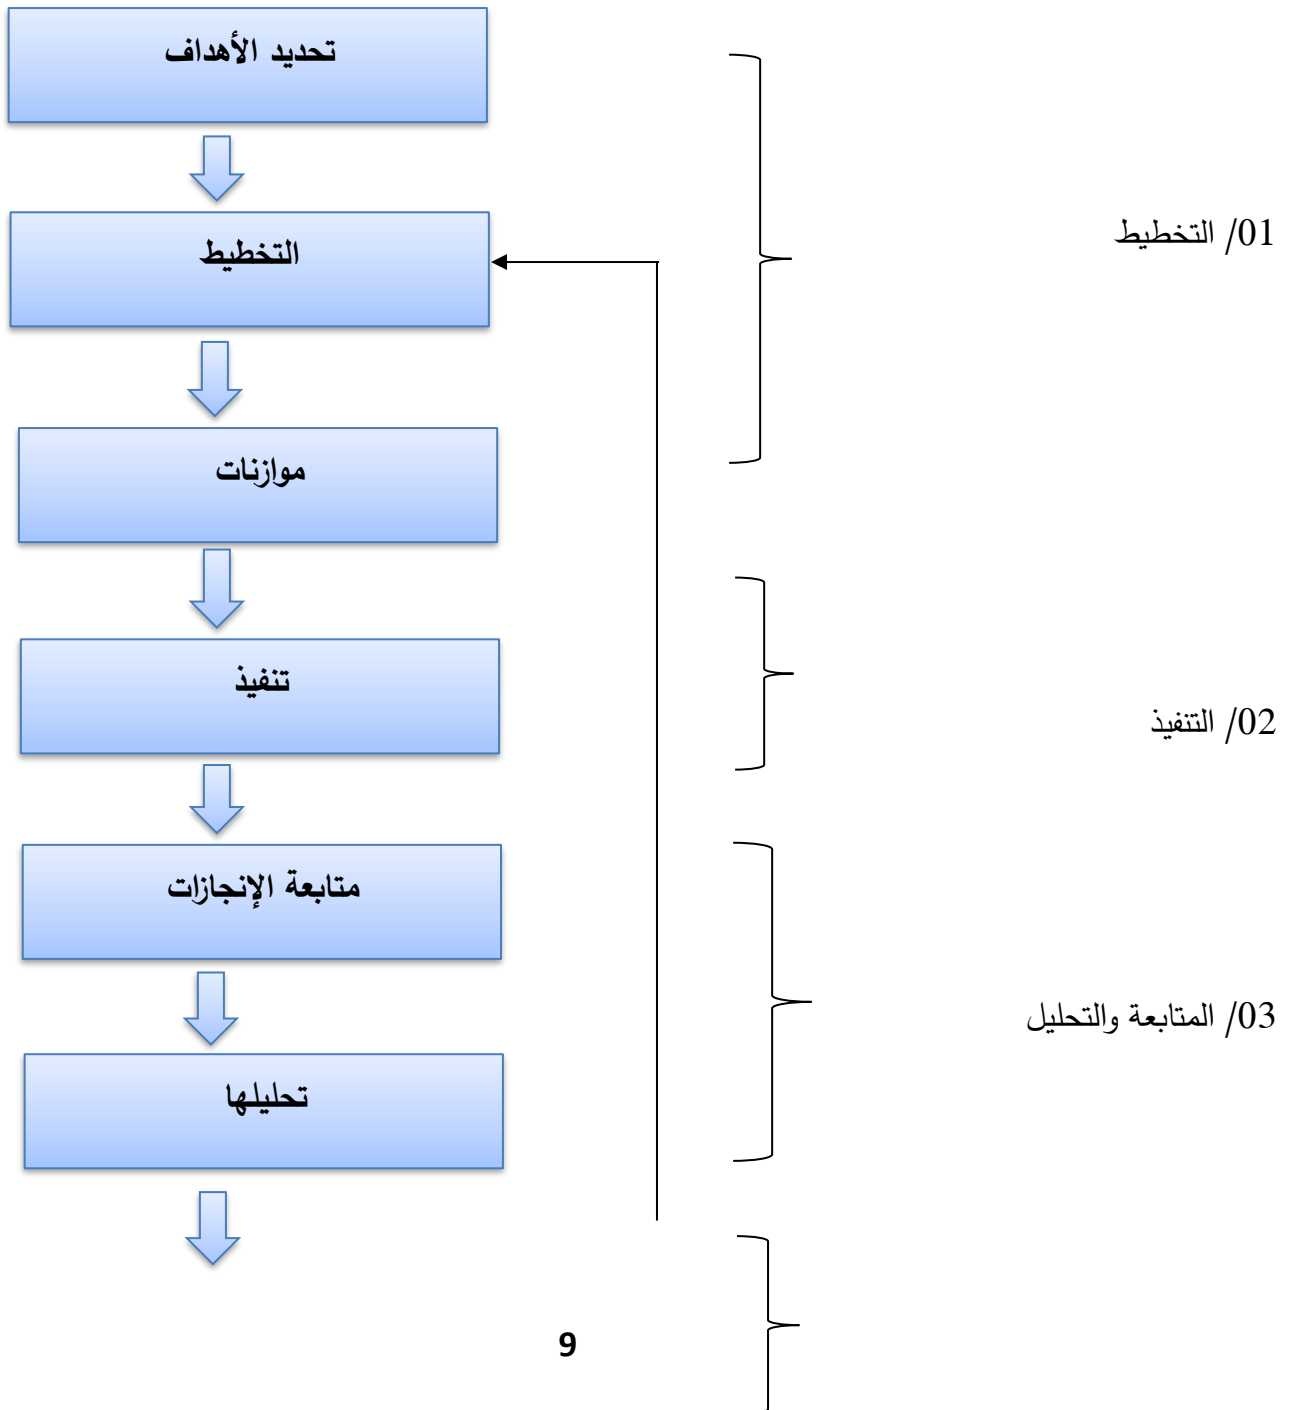 تحديد الأهداف
01/ التخطيط
التخطيط
موازنات
تنفيذ
02/ التنفيذ
متابعة الإنجازات
03/ المتابعة والتحليل
تحليلها
9